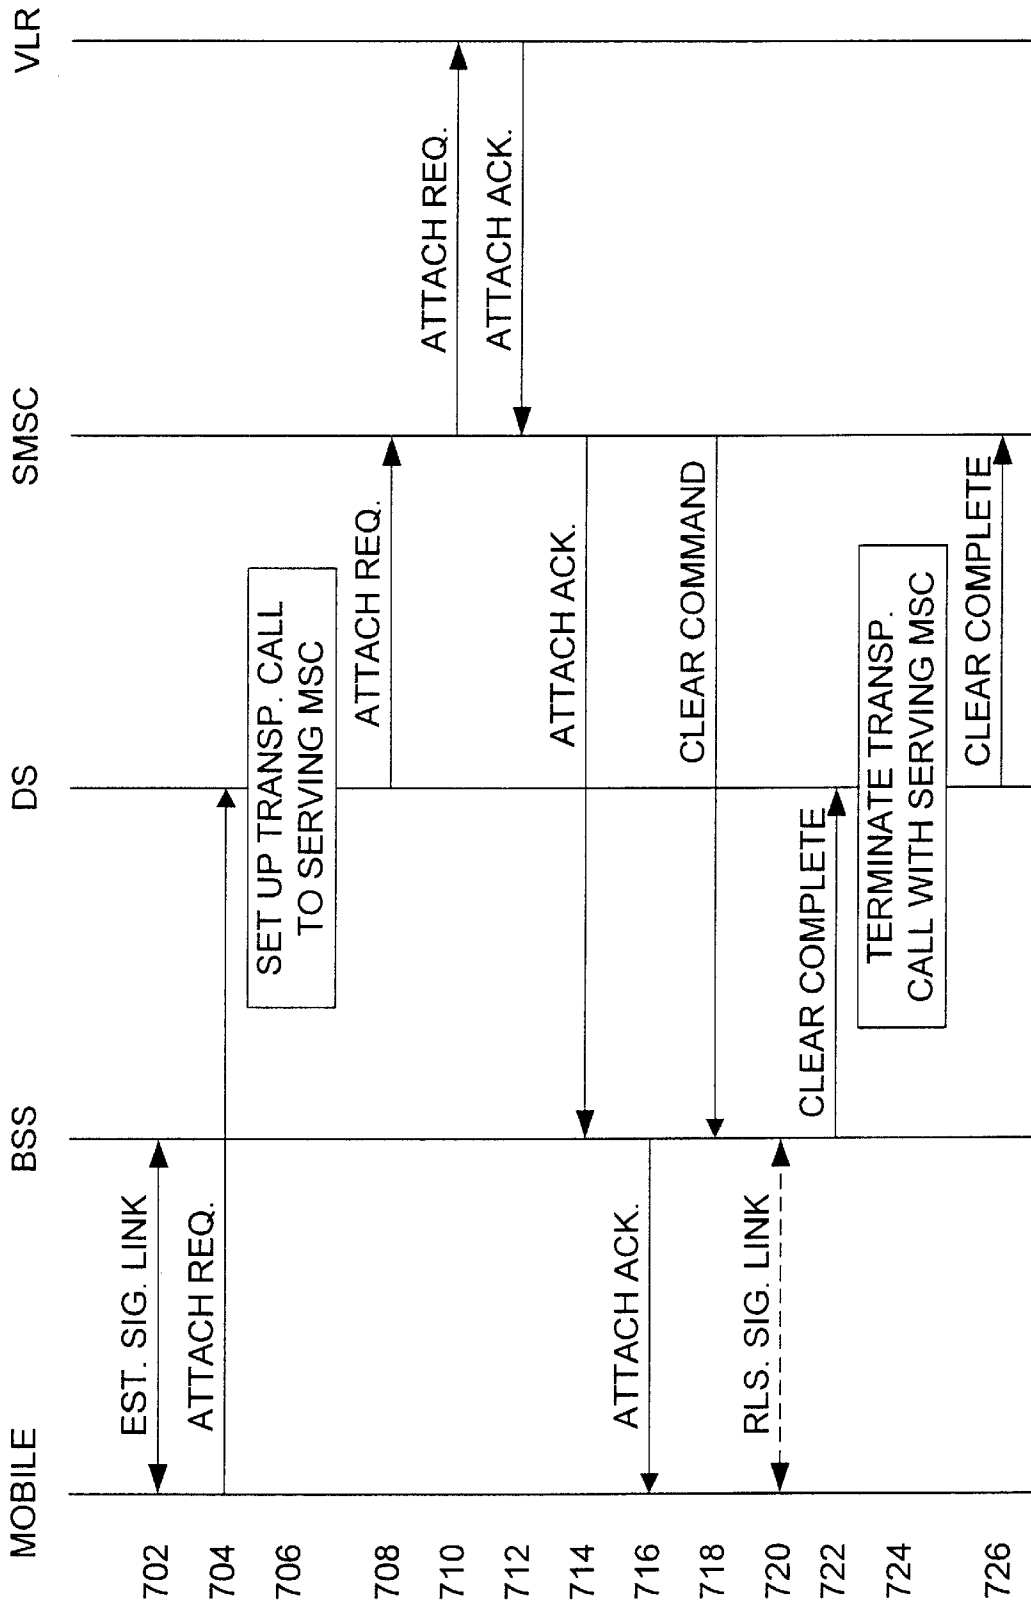 MOBILE
BSS
DS
SMSC
VLR
702
EST. SIG. LINK
704
ATTACH REQ.
706
SET UP TRANSP. CALL
TO SERVING MSC
708
ATTACH REQ.
710
ATTACH REQ.
712
ATTACH ACK.
714
ATTACH ACK.
716
ATTACH ACK.
718
CLEAR COMMAND
720
RLS. SIG. LINK
722
CLEAR COMPLETE
724
TERMINATE TRANSP.
CALL WITH SERVING MSC
726
CLEAR COMPLETE